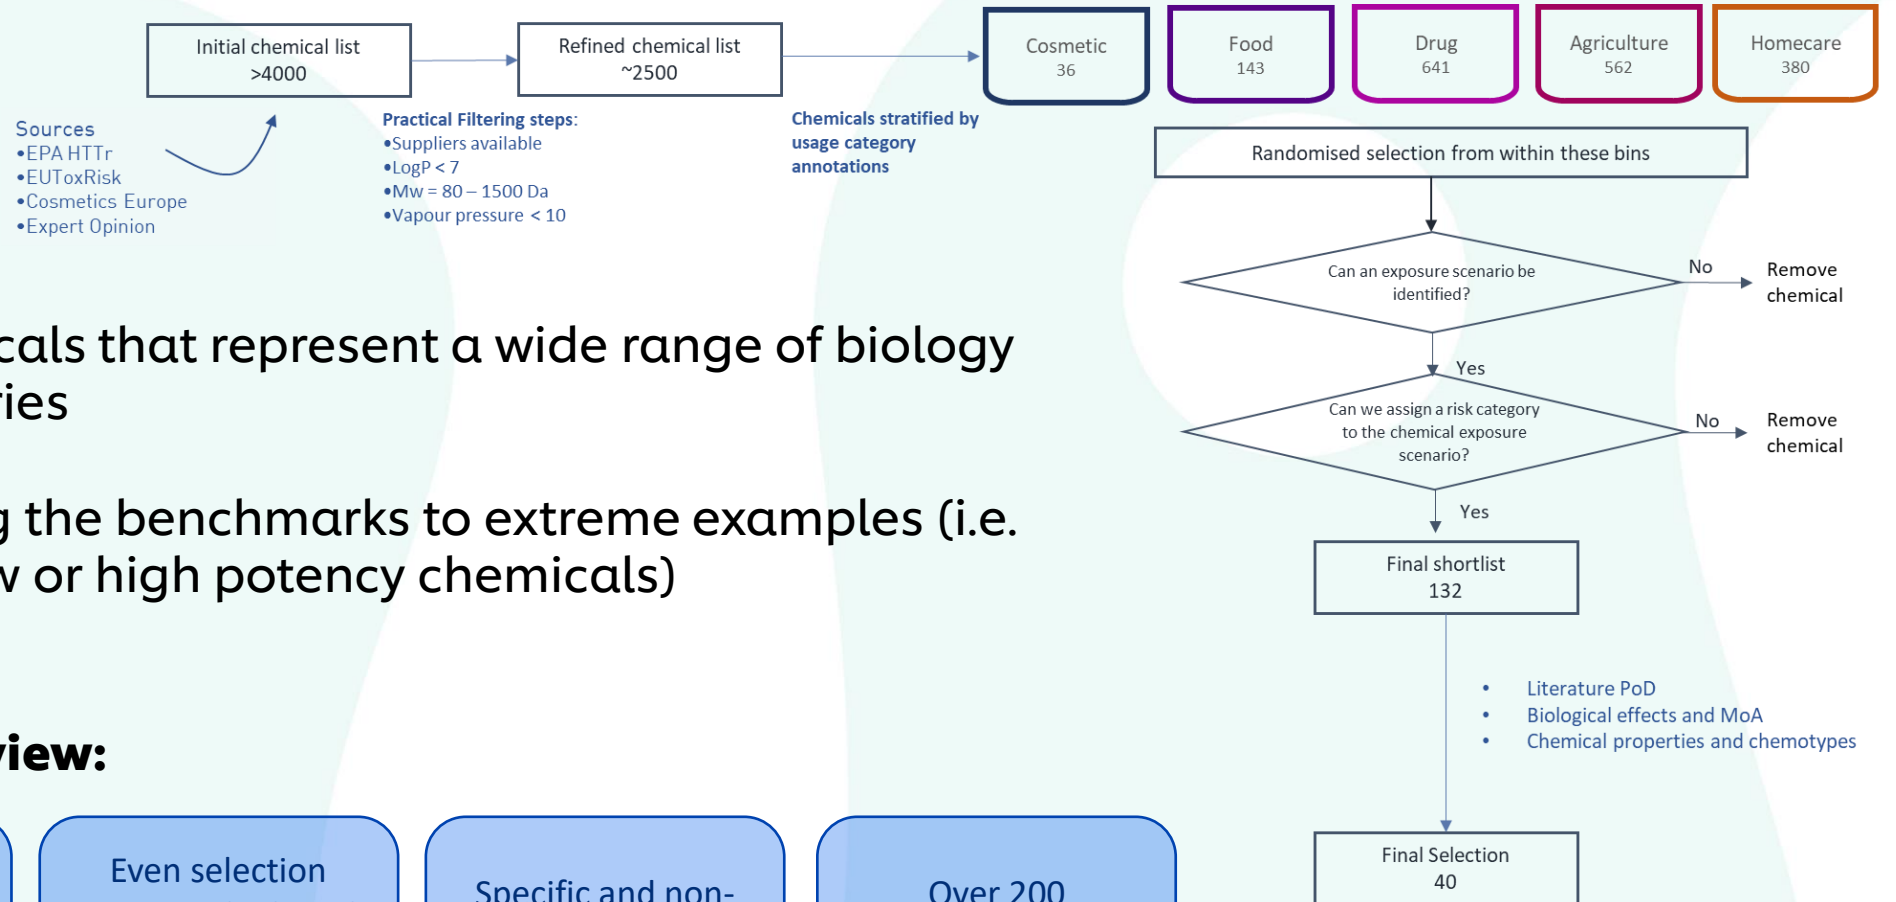 Initial chemical list
>4000
Refined chemical list
~2500
Cosmetic
36
Food
143
Drug
641
Agriculture
562
Homecare
380
Sources
•EPA HTTr
•EUToxRisk
•Cosmetics Europe
•Expert Opinion
Practical Filtering steps:
•Suppliers available
•LogP < 7
•Mw = 80 – 1500 Da
•Vapour pressure < 10
Chemicals stratified by
usage category
annotations
Randomised selection from within these bins
Can an exposure scenario be
identified?
No
Remove
chemical
Yes
Can we assign a risk category
to the chemical exposure
scenario?
No
Remove
chemical
Yes
Final shortlist
132
• Literature PoD
• Biological effects and MoA
• Chemical properties and chemotypes
Final Selection
40
cals that represent a wide range of biology
ries
g the benchmarks to extreme examples (i.e.
w or high potency chemicals)
view:
Even selection
Specific and non-
Over 200